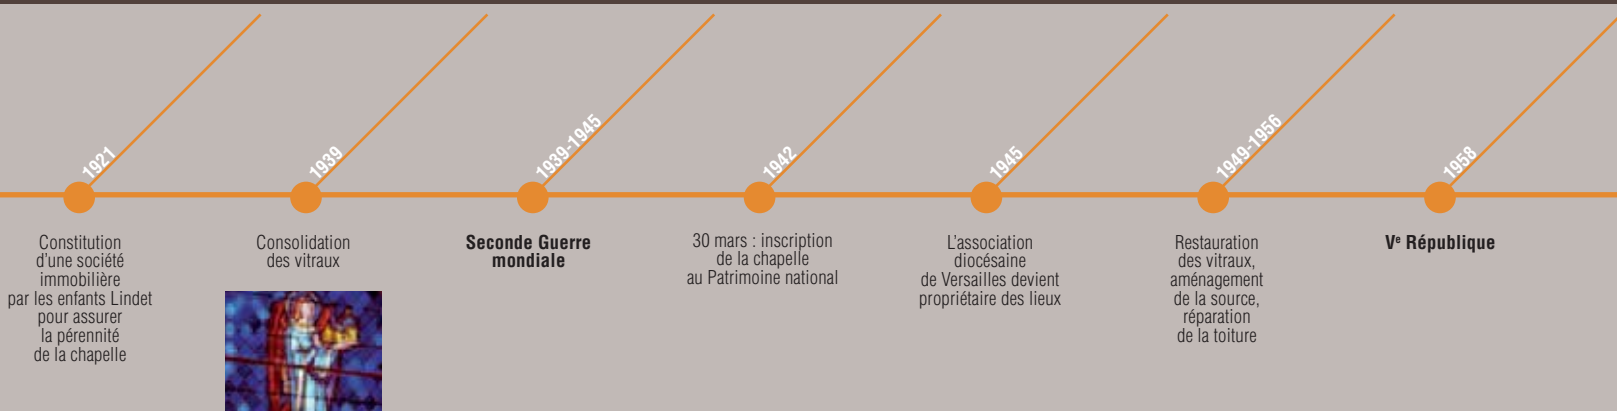 1921
Constitution
d'une société
immobilière
par les enfants Lindet
pour assurer
la pérennité
de la chapelle
1939
Consolidation
des vitraux
1939-1945
Seconde Guerre
mondiale
1942
30 mars : inscription
de la chapelle
au Patrimoine national
1945
L'association
diocésaine
de Versailles devient
propriétaire des lieux
1949-1956
Restauration
des vitraux,
aménagement
de la source,
réparation
de la toiture
1958
Ve République